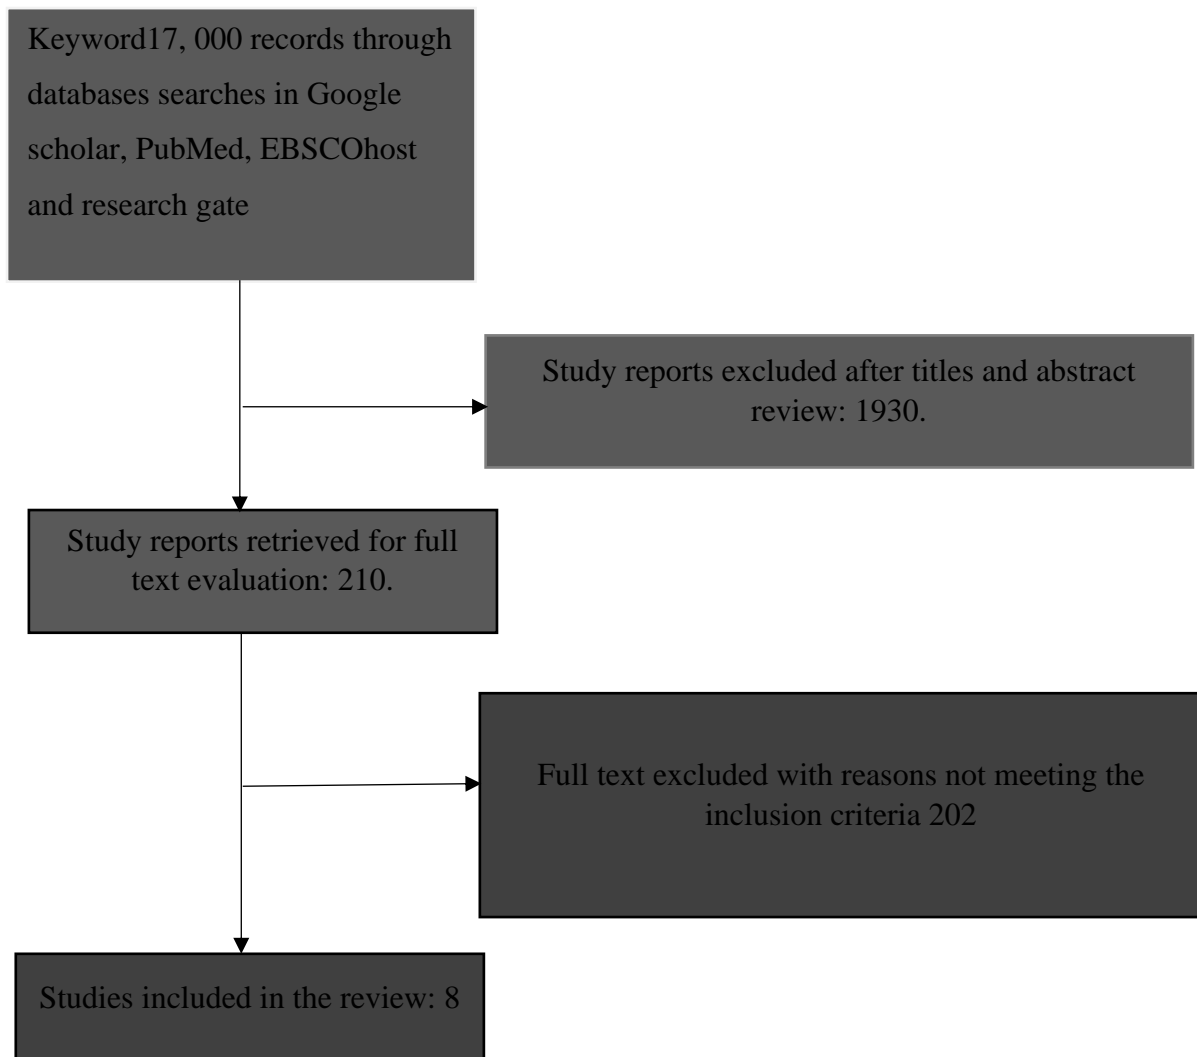 Keyword17, 000 records through
databases searches in Google
scholar, PubMed, EBSCOhost
and research gate
Study reports excluded after titles and abstract
review: 1930.
Study reports retrieved for full
text evaluation: 210.
Full text excluded with reasons not meeting the
inclusion criteria 202
Studies included in the review: 8